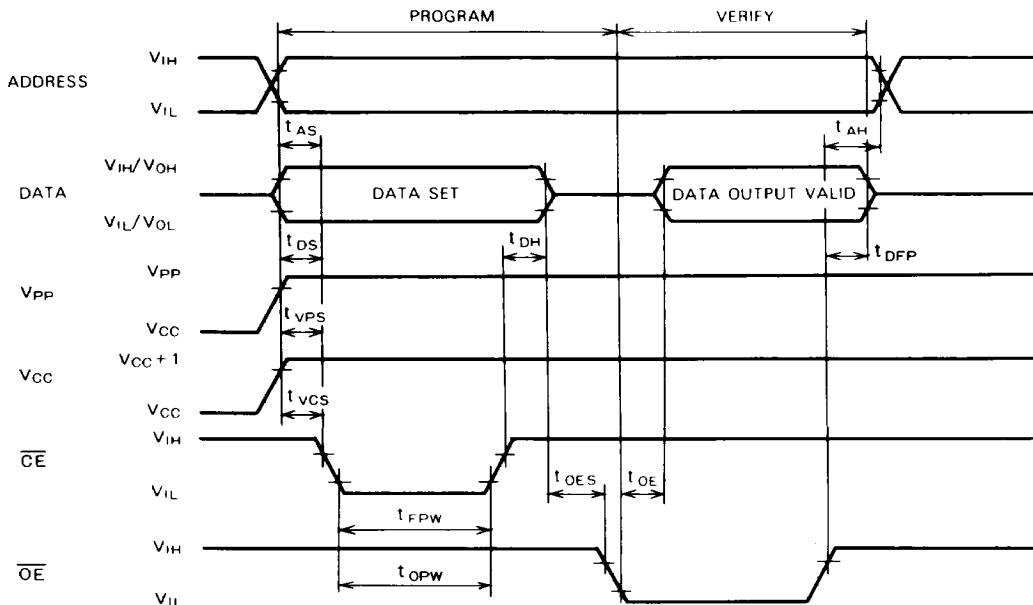 PROGRAM VERIFY
VIH
ADDRESS
VIL
tAS tAH
VIH/VOH
DATA DATA SET DATA OUTPUT VALID
VIL/VOL
tDS tDH tDFP
VPP
VPP
tVPS
VCC
VCC + 1
VCC
tVCS
VCC
VIH
CE
tOES tOE
VIL
tFPW
VIH
OE tOPW
VIL